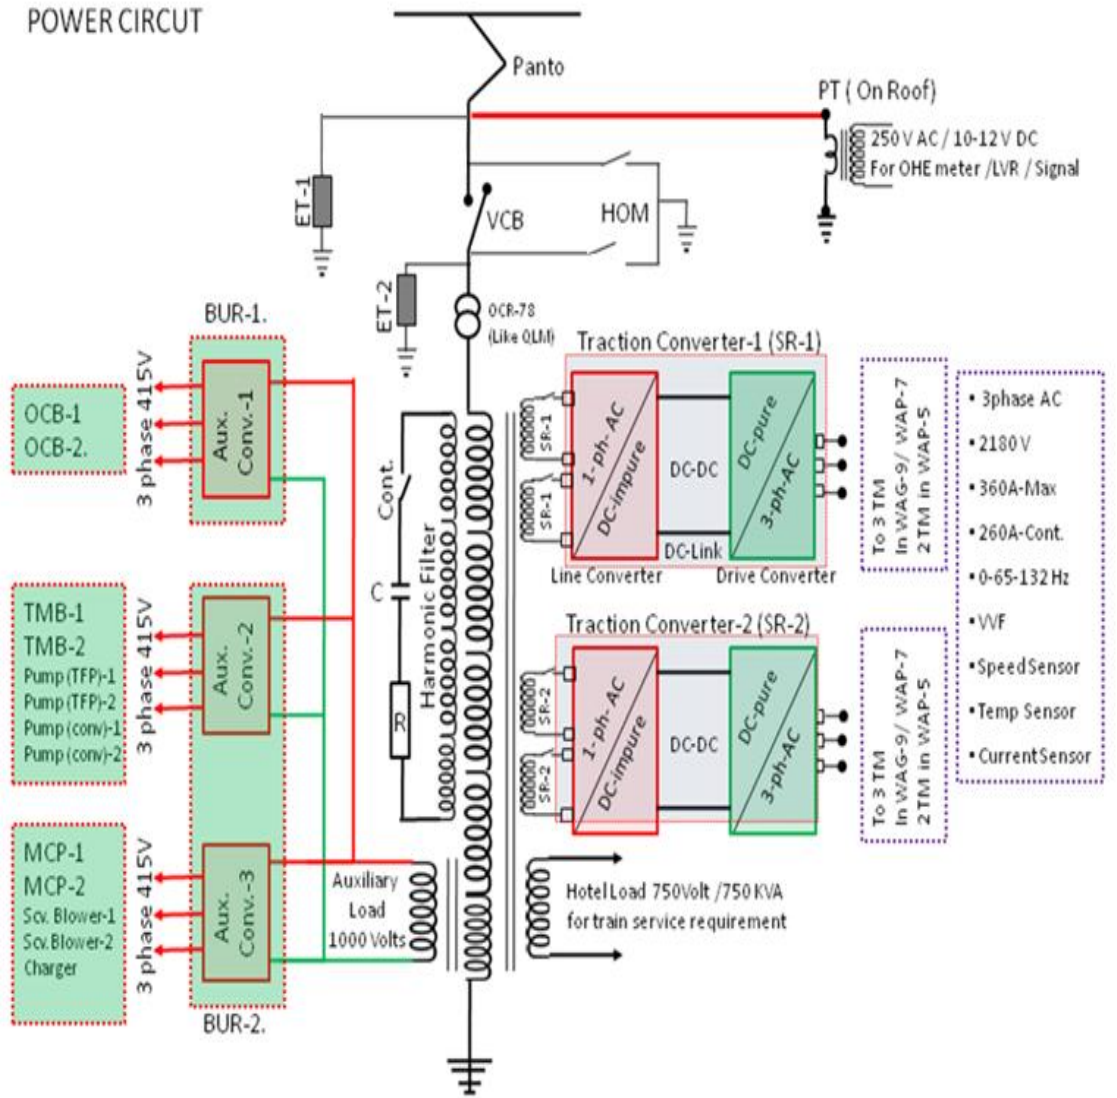 POWER CIRCUT
Panto
PT ( On Roof)
250 V AC / 10-12 V DC
For OHE meter /LVR / Signal
ET-1
VCB
HOM
ET-2
OCR-78
(Like QLM)
BUR-1.
OCB-1
OCB-2.
3 phase 415V
Aux.
Conv.-1
TMB-1
TMB-2
Pump (TFP)-1
Pump (TFP)-2
Pump (conv)-1
Pump (conv)-2
3 phase 415V
Aux.
Conv.-2
MCP-1
MCP-2
Scv. Blower-1
Scv. Blower-2
Charger
3 phase 415V
Aux.
Conv.-3
BUR-2.
Cont.
C
R
Harmonic Filter
Auxiliary
Load
1000 Volts
Traction Converter-1 (SR-1)
SR-1
SR-1
1- ph- AC
DC-impure
DC-DC
DC-Link
DC-pure
3-ph-AC
Line Converter
Drive Converter
To 3 TM
In WAG-9/ WAP-7
2 TM in WAP-5
Traction Converter-2 (SR-2)
SR-2
SR-2
1- ph- AC
DC-impure
DC-DC
DC-pure
3-ph-AC
To 3 TM
In WAG-9/ WAP-7
2 TM in WAP-5
• 3phase AC
• 2180 V
• 360A-Max
• 260A-Cont.
• 0-65-132 Hz
• VVF
• Speed Sensor
• Temp Sensor
• Current Sensor
Hotel Load 750Volt /750 KVA
for train service requirement